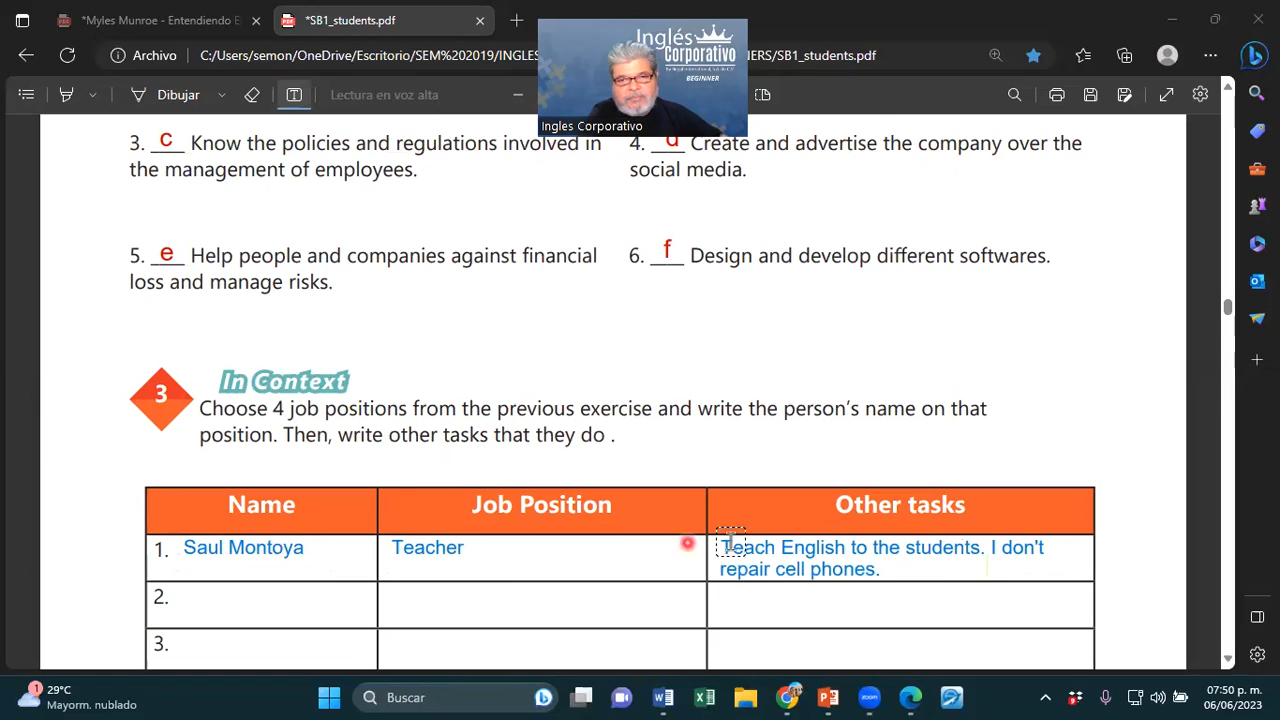 *Myles Munroe - Entendiendo E
*SB1_students.pdf
Archivo
C:/Users/semon/OneDrive/Escritorio/SEM%202019/INGLES
IERS/SB1_students.pdf
Inglés
Corporativo
BEGINNER
Ingles Corporativo
Dibujar
Lectura en voz alta
3. c Know the policies and regulations involved in
the management of employees.
4. d Create and advertise the company over the
social media.
5. e Help people and companies against financial
loss and manage risks.
6. f Design and develop different softwares.
3
In Context
Choose 4 job positions from the previous exercise and write the person’s name on that
position. Then, write other tasks that they do .
Name Job Position Other tasks
1. Saul Montoya Teacher Teach English to the students. I don't
repair cell phones.
2.
3.
29°C
Mayorm. nublado
Buscar
07:50 p. m.
06/06/2023